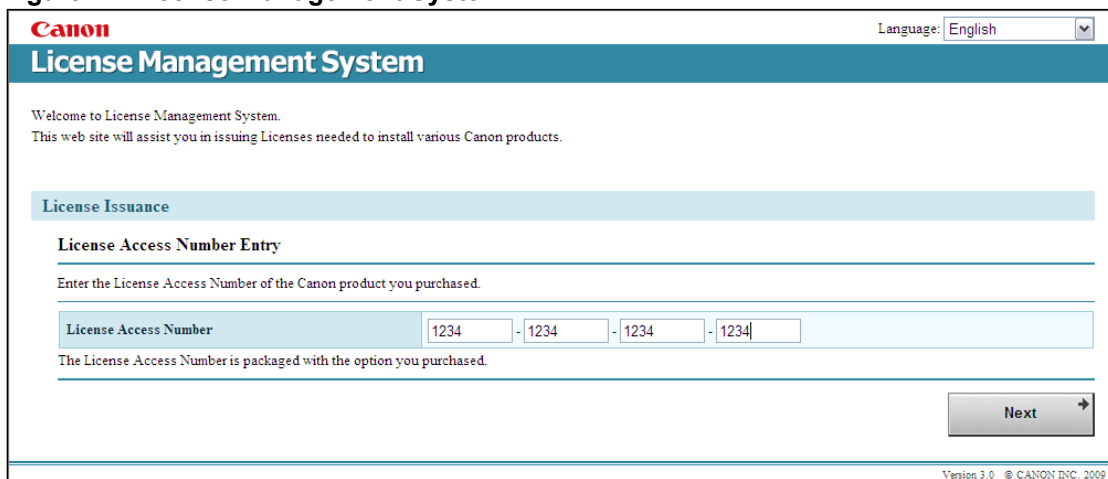 Canon
Language: English
License Management System
Welcome to License Management System.
This web site will assist you in issuing Licenses needed to install various Canon products.
License Issuance
License Access Number Entry
Enter the License Access Number of the Canon product you purchased.
License Access Number 1234 - 1234 - 1234 - 1234
The License Access Number is packaged with the option you purchased.
Next
Version 3.0 © CANON INC. 2009